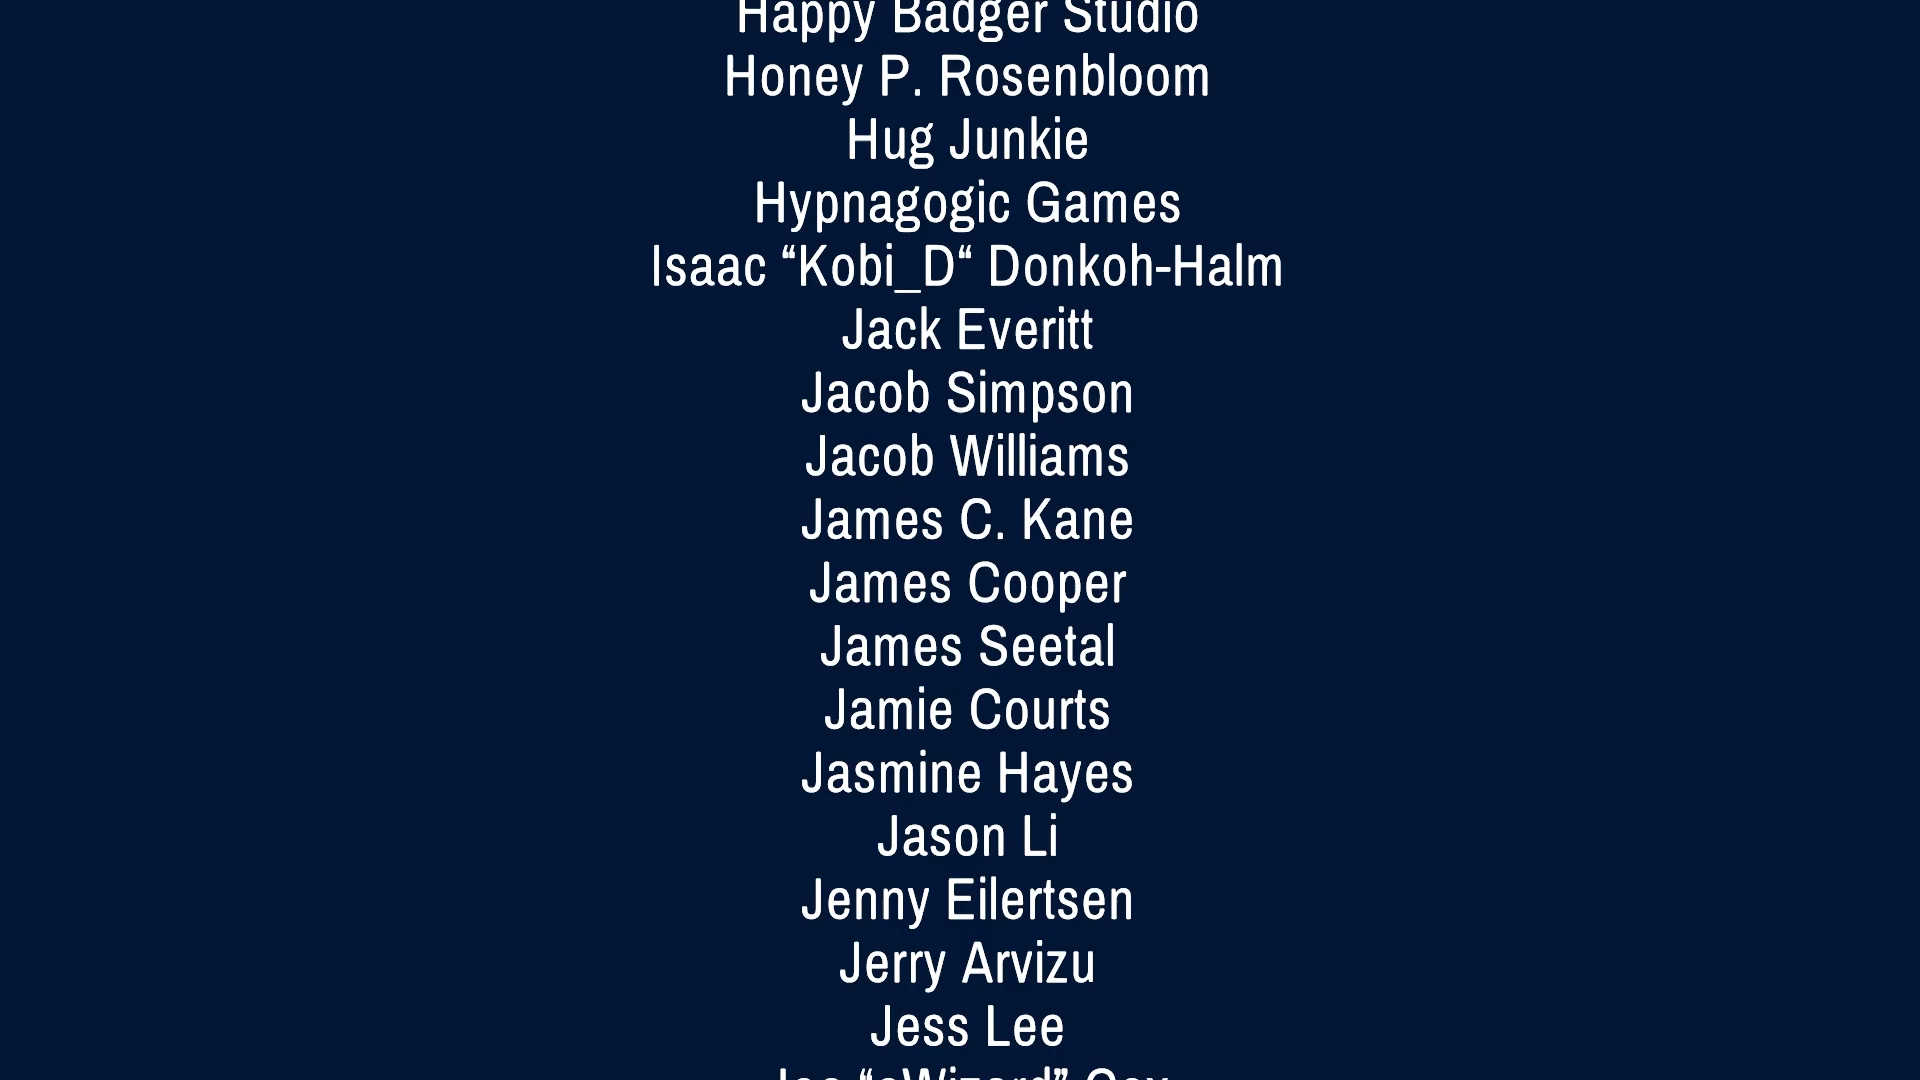 Happy Badger Studio
Honey P. Rosenbloom
Hug Junkie
Hypnagogic Games
Isaac “Kobi_D“ Donkoh-Halm
Jack Everitt
Jacob Simpson
Jacob Williams
James C. Kane
James Cooper
James Seetal
Jamie Courts
Jasmine Hayes
Jason Li
Jenny Eilertsen
Jerry Arvizu
Jess Lee